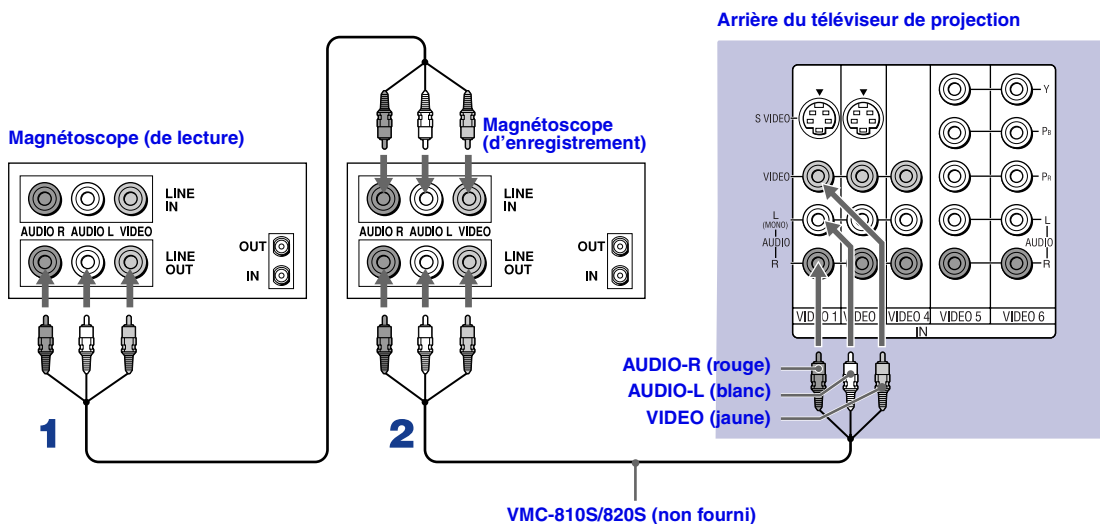 Arrière du téléviseur de projection
Magnétoscope (de lecture)
Magnétoscope
(d'enregistrement)
LINE
IN
AUDIO R AUDIO L VIDEO
LINE
OUT
OUT
IN
LINE
IN
AUDIO R AUDIO L VIDEO
LINE
OUT
OUT
IN
S VIDEO
VIDEO
L
(MONO)
AUDIO
R
Y
PB
PR
L
AUDIO
R
VIDEO 1 VIDEO VIDEO 4 VIDEO 5 VIDEO 6
IN
AUDIO-R (rouge)
AUDIO-L (blanc)
VIDEO (jaune)
1
2
VMC-810S/820S (non fourni)